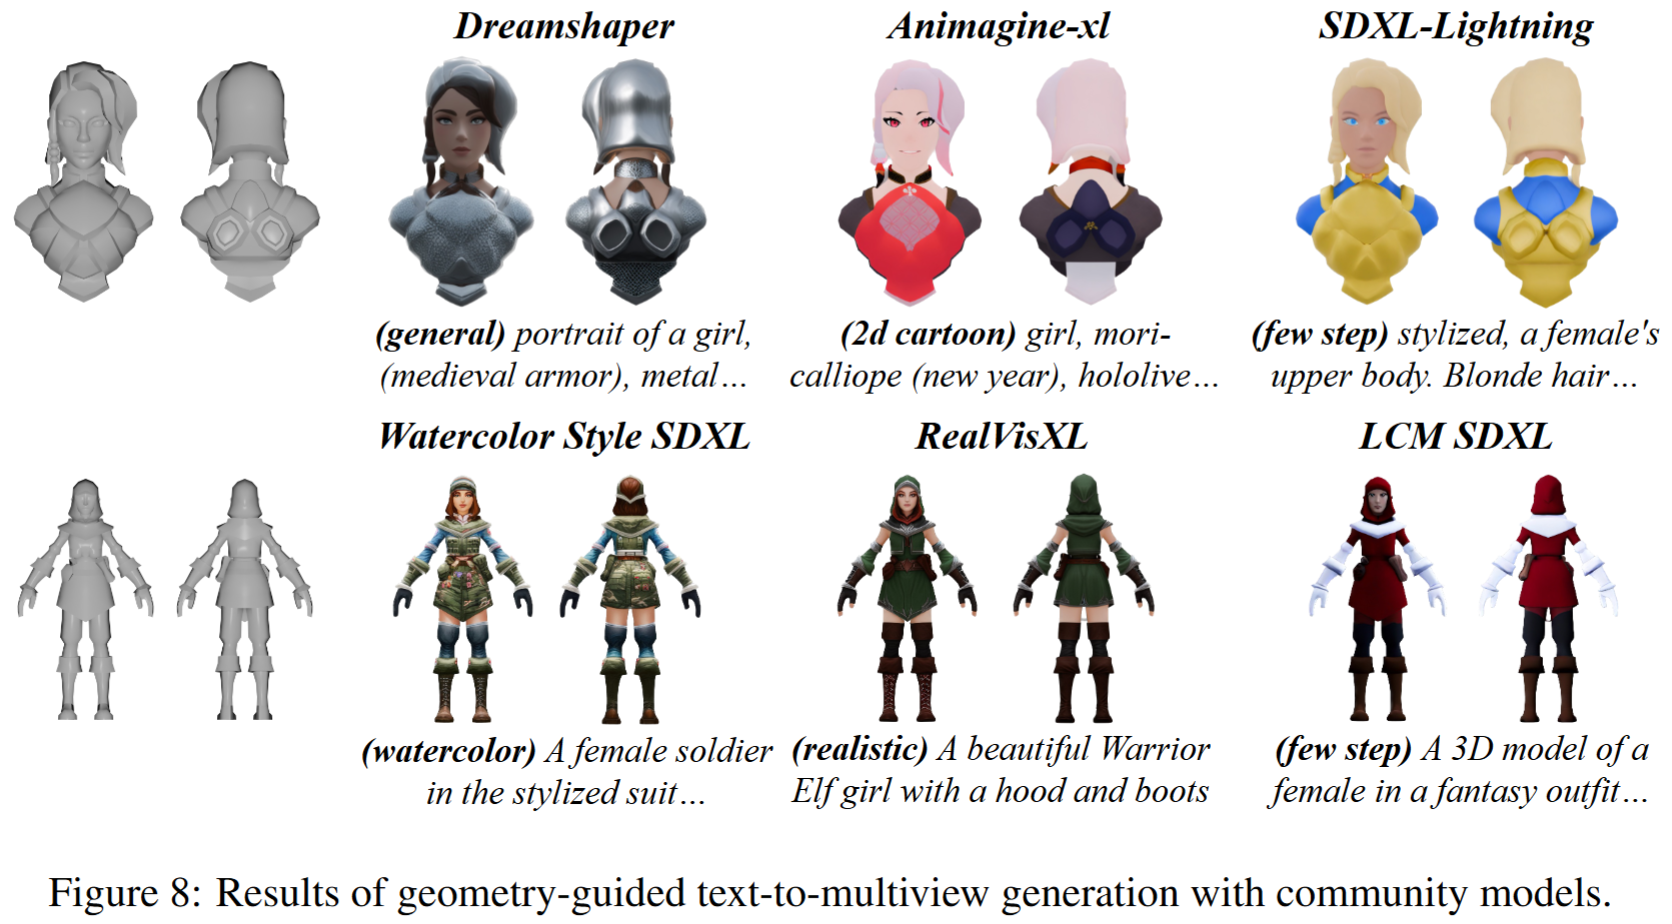 Dreamshaper
Animagine-xl
SDXL-Lightning
(general) portrait of a girl,
(medieval armor), metal...
(2d cartoon) girl, mori-
calliope (new year), hololive...
(few step) stylized, a female's
upper body. Blonde hair...
Watercolor Style SDXL
RealVisXL
LCM SDXL
(watercolor) A female soldier
in the stylized suit...
(realistic) A beautiful Warrior
Elf girl with a hood and boots
(few step) A 3D model of a
female in a fantasy outfit...
Figure 8: Results of geometry-guided text-to-multiview generation with community models.